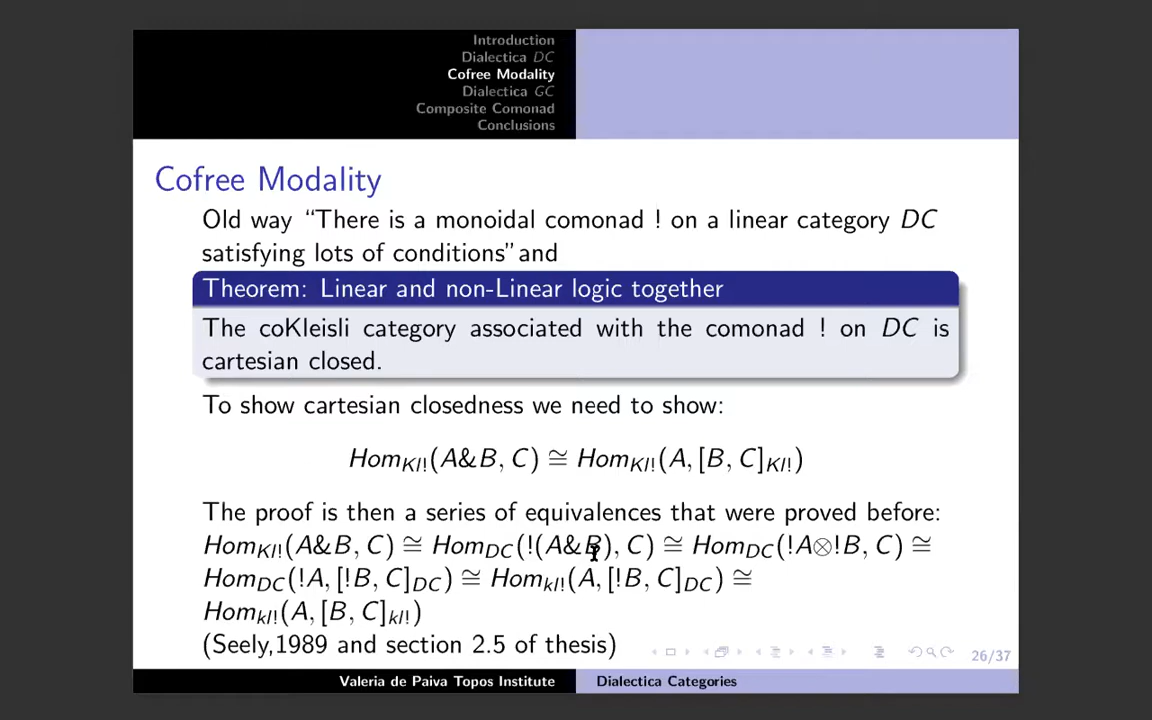 Introduction
Dialectica DC
Cofree Modality
Dialectica GC
Composite Comonad
Conclusions
Cofree Modality
Old way “There is a monoidal comonad ! on a linear category DC
satisfying lots of conditions”and
Theorem: Linear and non-Linear logic together
The coKleisli category associated with the comonad ! on DC is
cartesian closed.
To show cartesian closedness we need to show:
Hom_{Kl!}(A&B, C) ≅ Hom_{Kl!}(A, [B, C]_{Kl!})
The proof is then a series of equivalences that were proved before:
Hom_{Kl!}(A&B, C) ≅ Hom_{DC}(!(A&B), C) ≅ Hom_{DC}(!A⊗!B, C) ≅
Hom_{DC}(!A, [!B, C]_{DC}) ≅ Hom_{kl!}(A, [!B, C]_{DC}) ≅
Hom_{kl!}(A, [B, C]_{kl!})
(Seely,1989 and section 2.5 of thesis)
26/37
Valeria de Paiva Topos Institute
Dialectica Categories